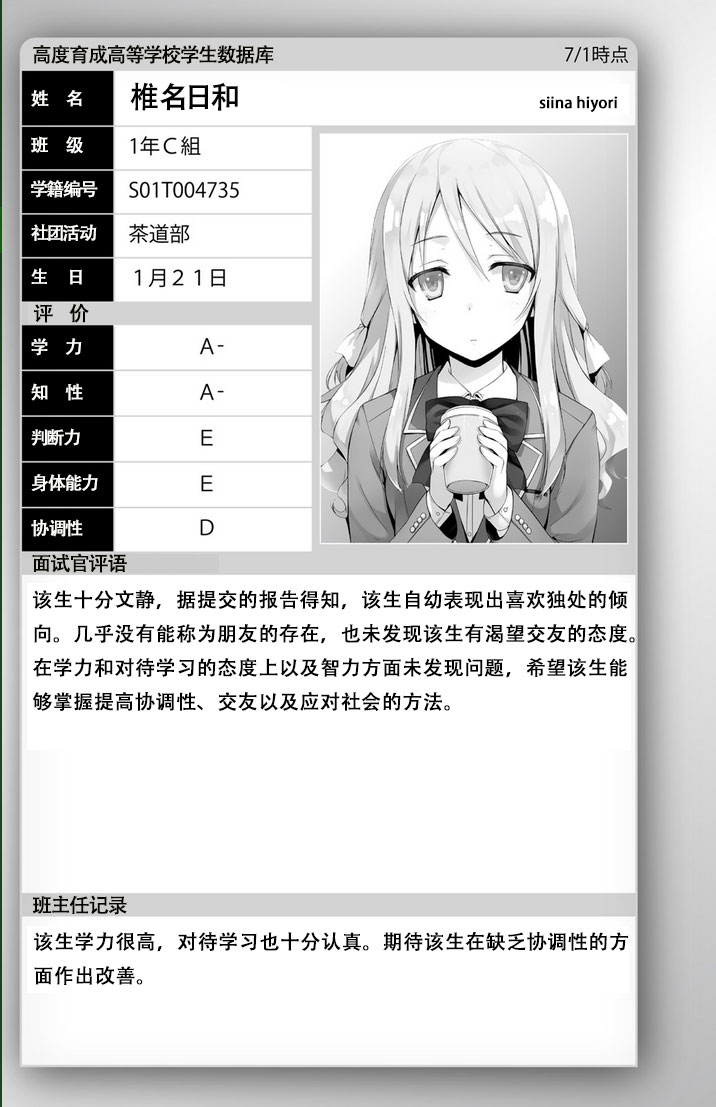 高度育成高等学校学生数据库 7/1時点
姓 名 椎名日和 siina hiyori
班 级 1年C組
学籍编号 S01T004735
社团活动 茶道部
生 日 1月21日
评 价
学 力 A-
知 性 A-
判断力 E
身体能力 E
协调性 D
面试官评语
该生十分文静，据提交的报告得知，该生自幼表现出喜欢独处的倾
向。几乎没有能称为朋友的存在，也未发现该生有渴望交友的态度。
在学力和对待学习的态度上以及智力方面未发现问题，希望该生能
够掌握提高协调性、交友以及应对社会的方法。
班主任记录
该生学力很高，对待学习也十分认真。期待该生在缺乏协调性的方
面作出改善。